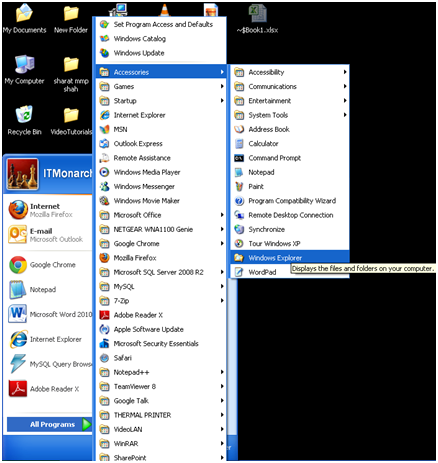 My Documents
New Folder
~$Book1.xlsx
My Computer
sharat mmp
shah
Recycle Bin
VideoTutorials
ITMonarch
Internet
Mozilla Firefox
E-mail
Microsoft Outlook
Google Chrome
Notepad
Microsoft Word 2010
Internet Explorer
MySQL Query Browse
Adobe Reader X
All Programs
Set Program Access and Defaults
Windows Catalog
Windows Update
Accessories
Games
Startup
Internet Explorer
MSN
Outlook Express
Remote Assistance
Windows Media Player
Windows Messenger
Windows Movie Maker
Microsoft Office
NETGEAR WNA1100 Genie
Google Chrome
Mozilla Firefox
Microsoft SQL Server 2008 R2
MySQL
7-Zip
Adobe Reader X
Apple Software Update
Microsoft Security Essentials
Safari
Notepad++
TeamViewer 8
Google Talk
THERMAL PRINTER
VideoLAN
WinRAR
SharePoint
Accessibility
Communications
Entertainment
System Tools
Address Book
Calculator
Command Prompt
Notepad
Paint
Program Compatibility Wizard
Remote Desktop Connection
Synchronize
Tour Windows XP
Windows Explorer
Displays the files and folders on your computer.
WordPad